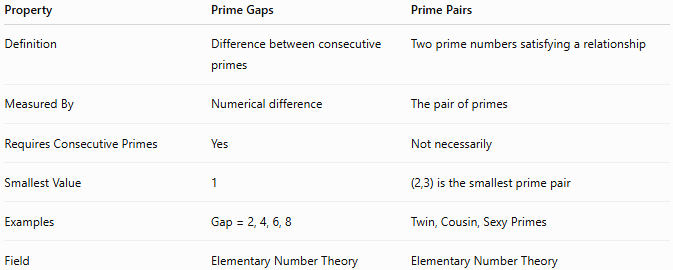 Property Prime Gaps Prime Pairs
Definition Difference between consecutive primes Two prime numbers satisfying a relationship
Measured By Numerical difference The pair of primes
Requires Consecutive Primes Yes Not necessarily
Smallest Value 1 (2,3) is the smallest prime pair
Examples Gap = 2, 4, 6, 8 Twin, Cousin, Sexy Primes
Field Elementary Number Theory Elementary Number Theory